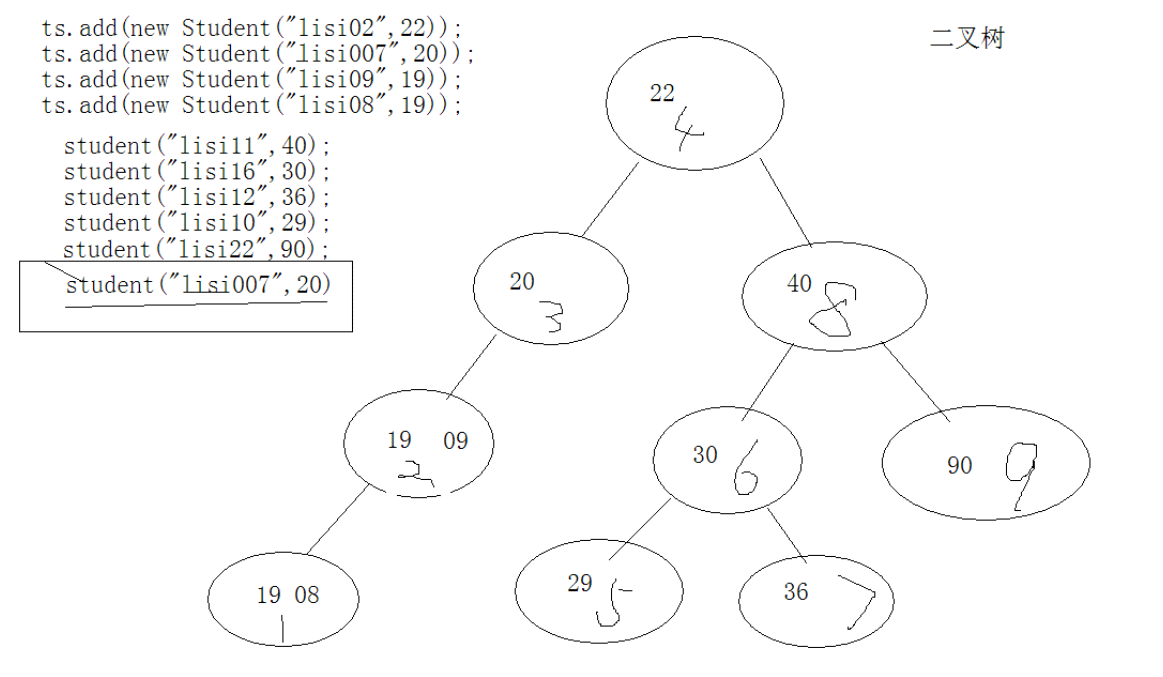 ts.add(new Student("lisi02",22));
ts.add(new Student("lisi007",20));
ts.add(new Student("lisi09",19));
ts.add(new Student("lisi08",19));
student("lisi11",40);
student("lisi16",30);
student("lisi12",36);
student("lisi10",29);
student("lisi22",90);
student("lisi007",20)
二叉树
22
4
20
3
40
8
19 09
2
30
6
90
9
19 08
1
29
5
36
7